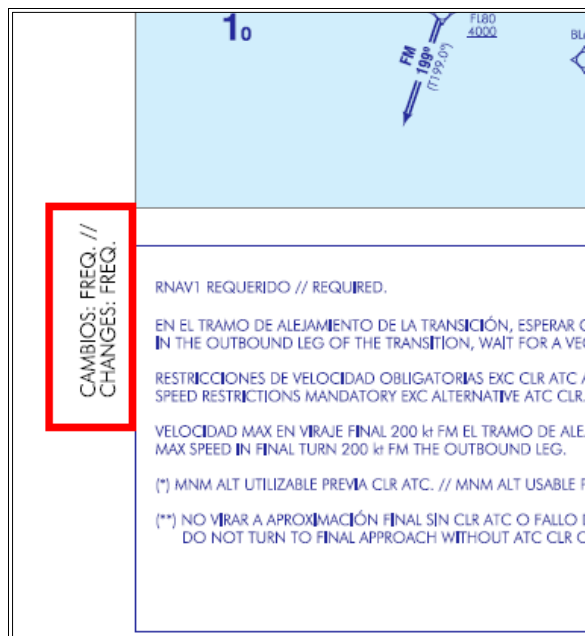 1₀
FL80
4000
FM
199º
(T199.0º)
CAMBIOS: FREQ. //
CHANGES: FREQ.
RNAV1 REQUERIDO // REQUIRED.
EN EL TRAMO DE ALEJAMIENTO DE LA TRANSICIÓN, ESPERAR
IN THE OUTBOUND LEG OF THE TRANSITION, WAIT FOR A
RESTRICCIONES DE VELOCIDAD OBLIGATORIAS EXC CLR ATC
SPEED RESTRICTIONS MANDATORY EXC ALTERNATIVE ATC CLR.
VELOCIDAD MAX EN VIRAJE FINAL 200 kt FM EL TRAMO DE
MAX SPEED IN FINAL TURN 200 kt FM THE OUTBOUND LEG.
(*) MNM ALT UTILIZABLE PREVIA CLR ATC. // MNM ALT USABLE
(**) NO VIRAR A APROXIMACIÓN FINAL SIN CLR ATC O FALLO
DO NOT TURN TO FINAL APPROACH WITHOUT ATC CLR